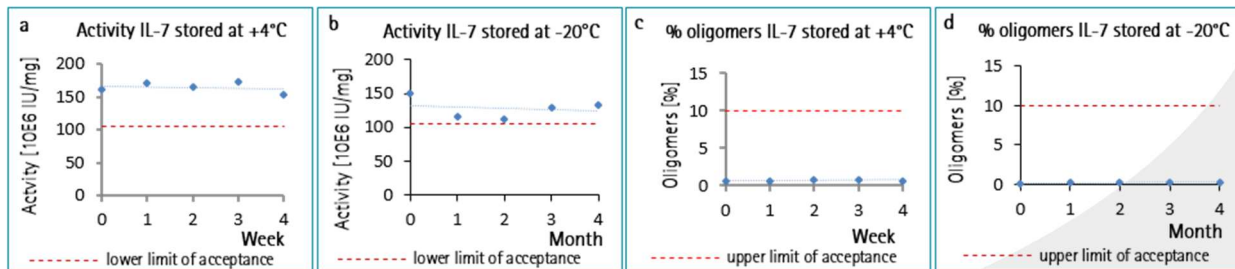 a
Activity IL-7 stored at +4°C
Actvity [10E6 IU/mg]
200
150
100
50
0
0 1 2 3 4
Week
lower limit of acceptance
b
Activity IL-7 stored at -20°C
Activity [10E6 IU/mg]
200
150
100
50
0
0 1 2 3 4
Month
lower limit of acceptance
c
% oligomers IL-7 stored at +4°C
Oligomers [%]
15
10
5
0
0 1 2 3 4
Week
upper limit of acceptance
d
% oligomers IL-7 stored at -20°C
Oligomers [%]
15
10
5
0
0 1 2 3 4
Month
upper limit of acceptance